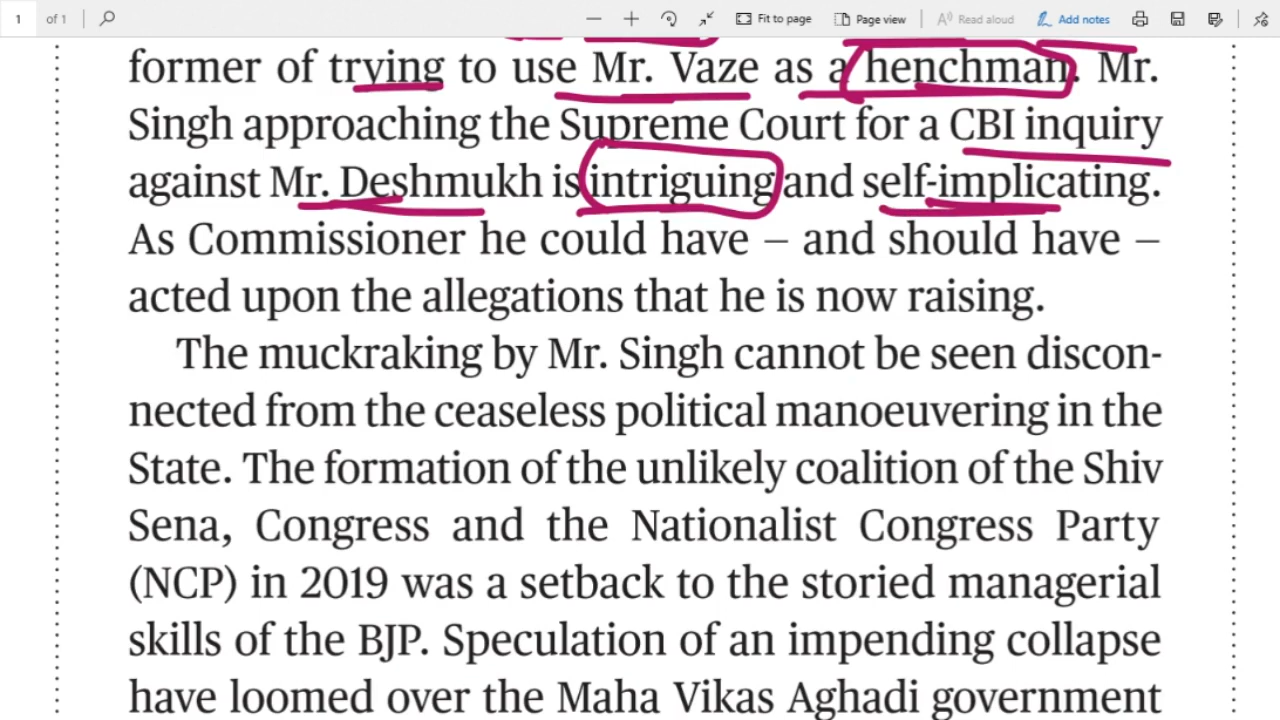 1 of 1 Fit to page Page view Read aloud Add notes
former of trying to use Mr. Vaze as a henchman. Mr.
Singh approaching the Supreme Court for a CBI inquiry
against Mr. Deshmukh is intriguing and self-implicating.
As Commissioner he could have – and should have –
acted upon the allegations that he is now raising.
The muckraking by Mr. Singh cannot be seen discon-
nected from the ceaseless political manoeuvering in the
State. The formation of the unlikely coalition of the Shiv
Sena, Congress and the Nationalist Congress Party
(NCP) in 2019 was a setback to the storied managerial
skills of the BJP. Speculation of an impending collapse
have loomed over the Maha Vikas Aghadi government